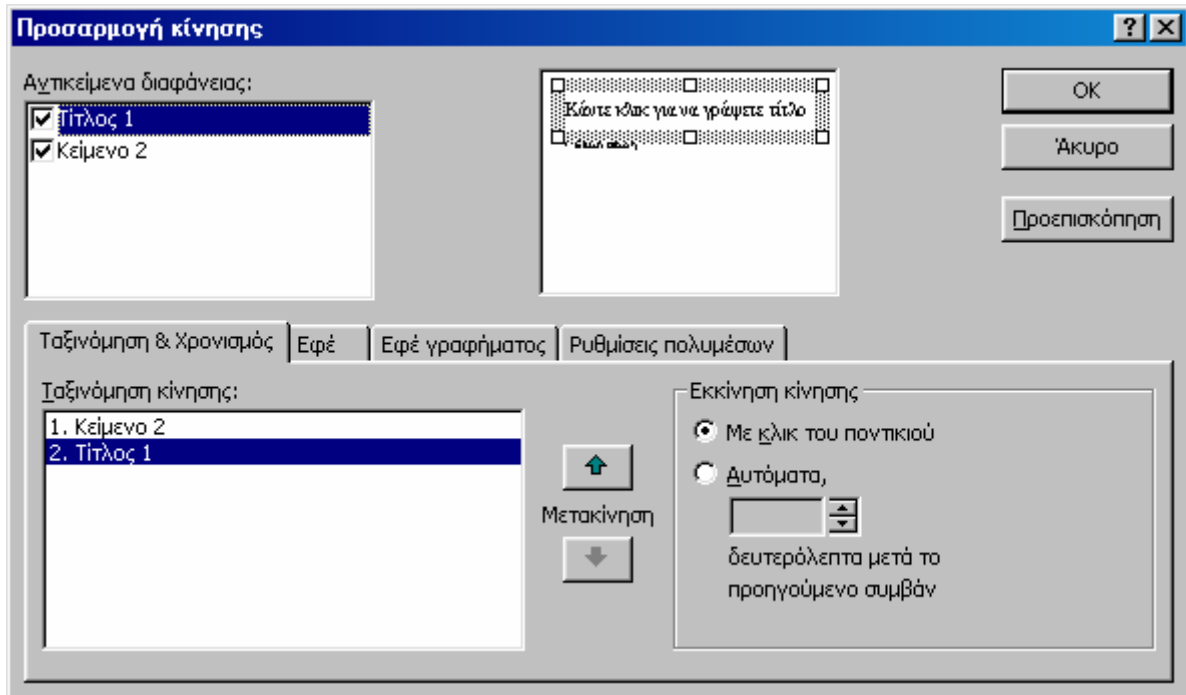 Προσαρμογή κίνησης
Αντικείμενα διαφάνειας:
Τίτλος 1
Κείμενο 2
Κάντε κλικ για να γράψετε τίτλο
OK
Άκυρο
Προεπισκόπηση
Ταξινόμηση & Χρονισμός
Εφέ
Εφέ γραφήματος
Ρυθμίσεις πολυμέσων
Ταξινόμηση κίνησης:
1. Κείμενο 2
2. Τίτλος 1
Μετακίνηση
Εκκίνηση κίνησης
Με κλικ του ποντικιού
Αυτόματα,
δευτερόλεπτα μετά το
προηγούμενο συμβάν